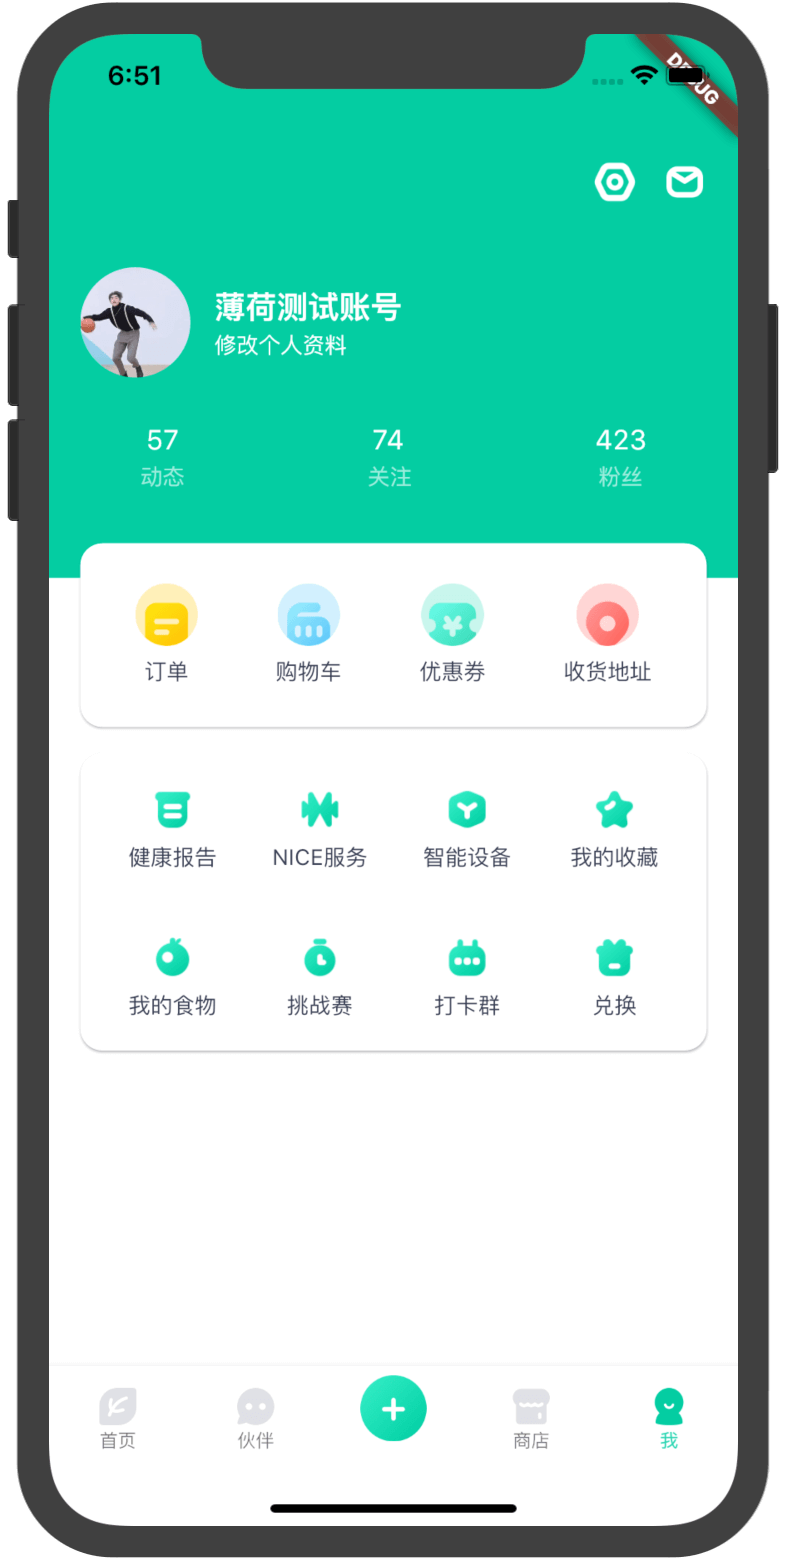 6:51
DEBUG
薄荷测试账号
修改个人资料
57 74 423
动态 关注 粉丝
订单 购物车 优惠券 收货地址
健康报告 NICE服务 智能设备 我的收藏
我的食物 挑战赛 打卡群 兑换
首页 伙伴 商店 我